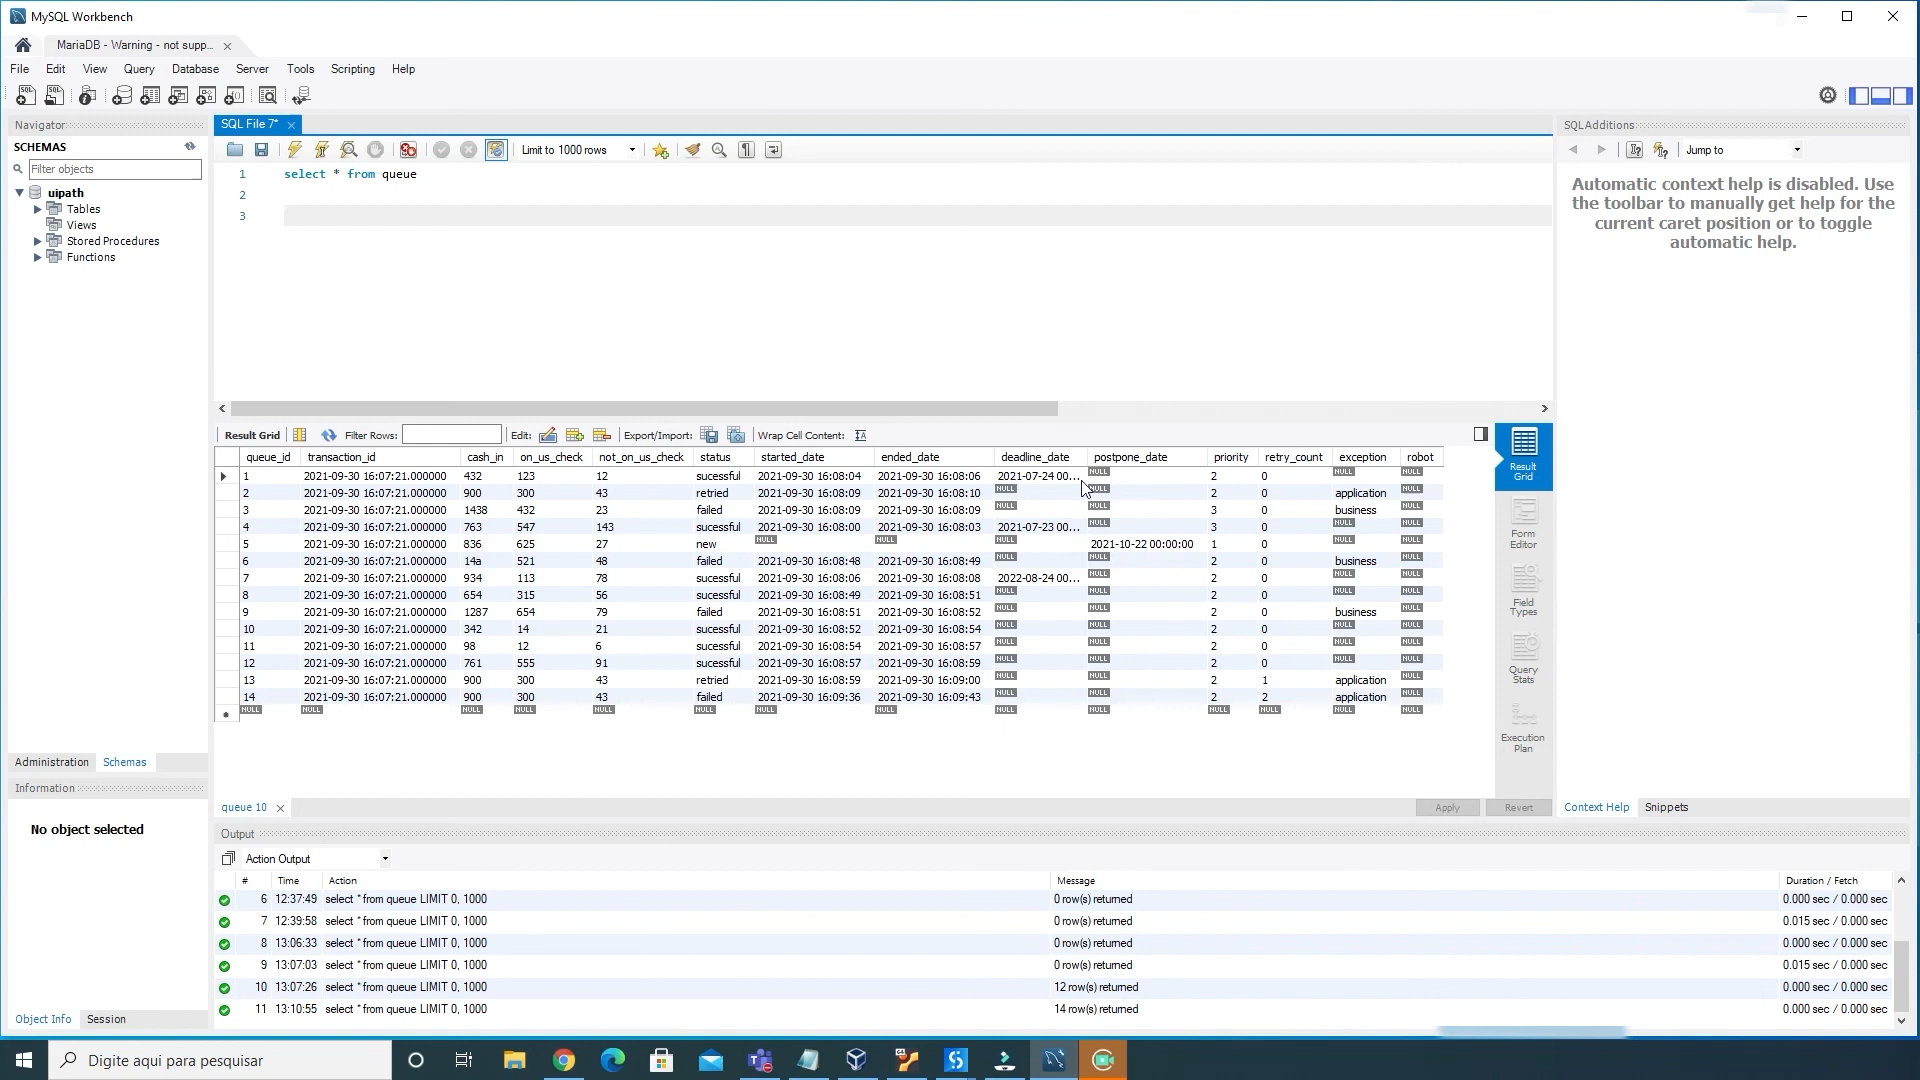 MySQL Workbench
MariaDB - Warning - not supp...
File Edit View Query Database Server Tools Scripting Help
Navigator
SCHEMAS
Filter objects
uipath
Tables
Views
Stored Procedures
Functions
Administration Schemas
Information
No object selected
Object Info Session
SQL File 7*
Limit to 1000 rows
1 select * from queue
2
3
Result Grid Filter Rows: Edit: Export/Import: Wrap Cell Content:
queue_id transaction_id cash_in on_us_check not_on_us_check status started_date ended_date deadline_date postpone_date priority retry_count exception robot
1 2021-09-30 16:07:21.000000 432 123 12 sucessful 2021-09-30 16:08:04 2021-09-30 16:08:06 2021-07-24 00... NULL 2 0 NULL NULL
2 2021-09-30 16:07:21.000000 900 300 43 retried 2021-09-30 16:08:09 2021-09-30 16:08:10 NULL NULL 2 0 application NULL
3 2021-09-30 16:07:21.000000 1438 432 23 failed 2021-09-30 16:08:09 2021-09-30 16:08:09 NULL NULL 3 0 business NULL
4 2021-09-30 16:07:21.000000 763 547 143 sucessful 2021-09-30 16:08:00 2021-09-30 16:08:03 2021-07-23 00... NULL 3 0 NULL NULL
5 2021-09-30 16:07:21.000000 836 625 27 new NULL NULL NULL 2021-10-22 00:00:00 1 0 NULL NULL
6 2021-09-30 16:07:21.000000 14a 521 48 failed 2021-09-30 16:08:48 2021-09-30 16:08:49 NULL NULL 2 0 business NULL
7 2021-09-30 16:07:21.000000 934 113 78 sucessful 2021-09-30 16:08:06 2021-09-30 16:08:08 2022-08-24 00... NULL 2 0 NULL NULL
8 2021-09-30 16:07:21.000000 654 315 56 sucessful 2021-09-30 16:08:49 2021-09-30 16:08:51 NULL NULL 2 0 NULL NULL
9 2021-09-30 16:07:21.000000 1287 654 79 failed 2021-09-30 16:08:51 2021-09-30 16:08:52 NULL NULL 2 0 business NULL
10 2021-09-30 16:07:21.000000 342 14 21 sucessful 2021-09-30 16:08:52 2021-09-30 16:08:54 NULL NULL 2 0 NULL NULL
11 2021-09-30 16:07:21.000000 98 12 6 sucessful 2021-09-30 16:08:54 2021-09-30 16:08:57 NULL NULL 2 0 NULL NULL
12 2021-09-30 16:07:21.000000 761 555 91 sucessful 2021-09-30 16:08:57 2021-09-30 16:08:59 NULL NULL 2 0 NULL NULL
13 2021-09-30 16:07:21.000000 900 300 43 retried 2021-09-30 16:08:59 2021-09-30 16:09:00 NULL NULL 2 1 application NULL
14 2021-09-30 16:07:21.000000 900 300 43 failed 2021-09-30 16:09:36 2021-09-30 16:09:43 NULL NULL 2 2 application NULL
NULL NULL NULL NULL NULL NULL NULL NULL NULL NULL NULL NULL NULL NULL
Result
Grid
Form
Editor
Field
Types
Query
Stats
Execution
Plan
queue 10 Apply Revert
SQLAdditions
Jump to
Automatic context help is disabled. Use
the toolbar to manually get help for the
current caret position or to toggle
automatic help.
Context Help Snippets
Output
Action Output
# Time Action Message Duration / Fetch
6 12:37:49 select * from queue LIMIT 0, 1000 0 row(s) returned 0.000 sec / 0.000 sec
7 12:39:58 select * from queue LIMIT 0, 1000 0 row(s) returned 0.015 sec / 0.000 sec
8 13:06:33 select * from queue LIMIT 0, 1000 0 row(s) returned 0.000 sec / 0.000 sec
9 13:07:03 select * from queue LIMIT 0, 1000 0 row(s) returned 0.015 sec / 0.000 sec
10 13:07:26 select * from queue LIMIT 0, 1000 12 row(s) returned 0.000 sec / 0.000 sec
11 13:10:55 select * from queue LIMIT 0, 1000 14 row(s) returned 0.000 sec / 0.000 sec
Digite aqui para pesquisar